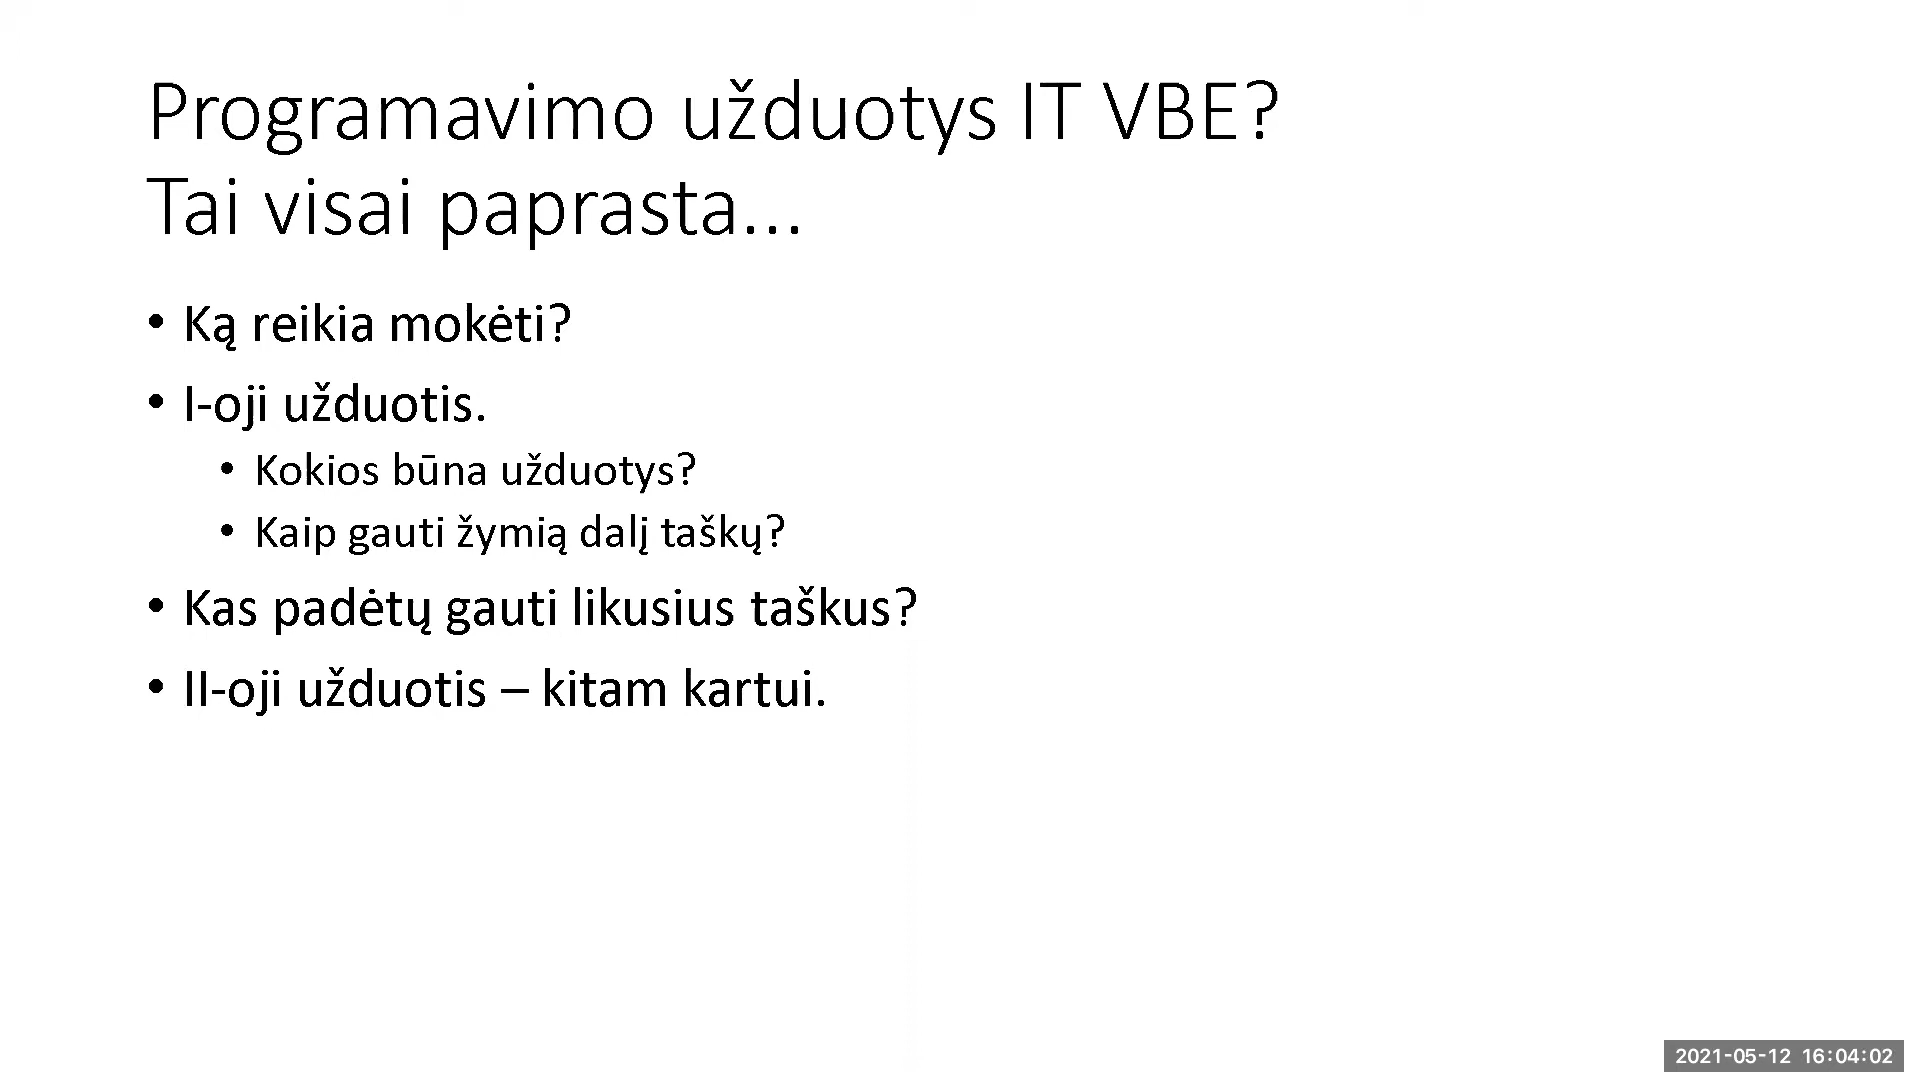 Programavimo užduotys IT VBE?
Tai visai paprasta...
• Ką reikia mokėti?
• I-oji užduotis.
• Kokios būna užduotys?
• Kaip gauti žymią dalį taškų?
• Kas padėtų gauti likusius taškus?
• II-oji užduotis – kitam kartui.
2021-05-12 16:04:02